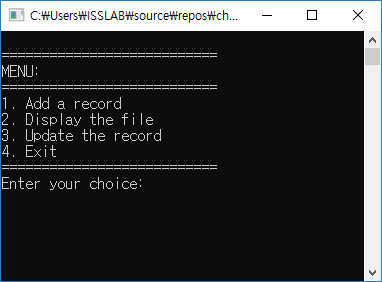 C:₩Users₩ISSLAB₩source₩repos₩ch...
===========================
MENU:
===========================
1. Add a record
2. Display the file
3. Update the record
4. Exit
===========================
Enter your choice: